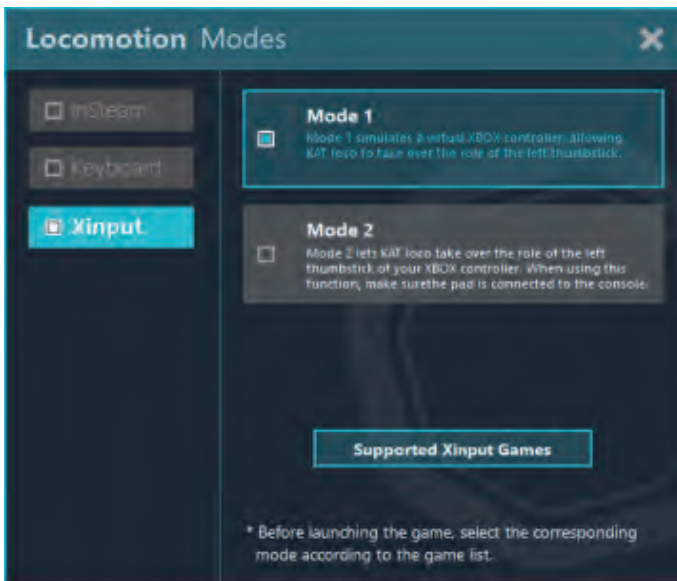 Locomotion Modes
InSteam
Keyboard
Xinput
Mode 1
Mode 1 simulates a virtual XBOX controller, allowing
KAT loco to take over the role of the left thumbstick.
Mode 2
Mode 2 lets KAT loco take over the role of the left
thumbstick of your XBOX controller. When using this
function, make surethe pad is connected to the console.
Supported Xinput Games
* Before launching the game, select the corresponding
mode according to the game list.